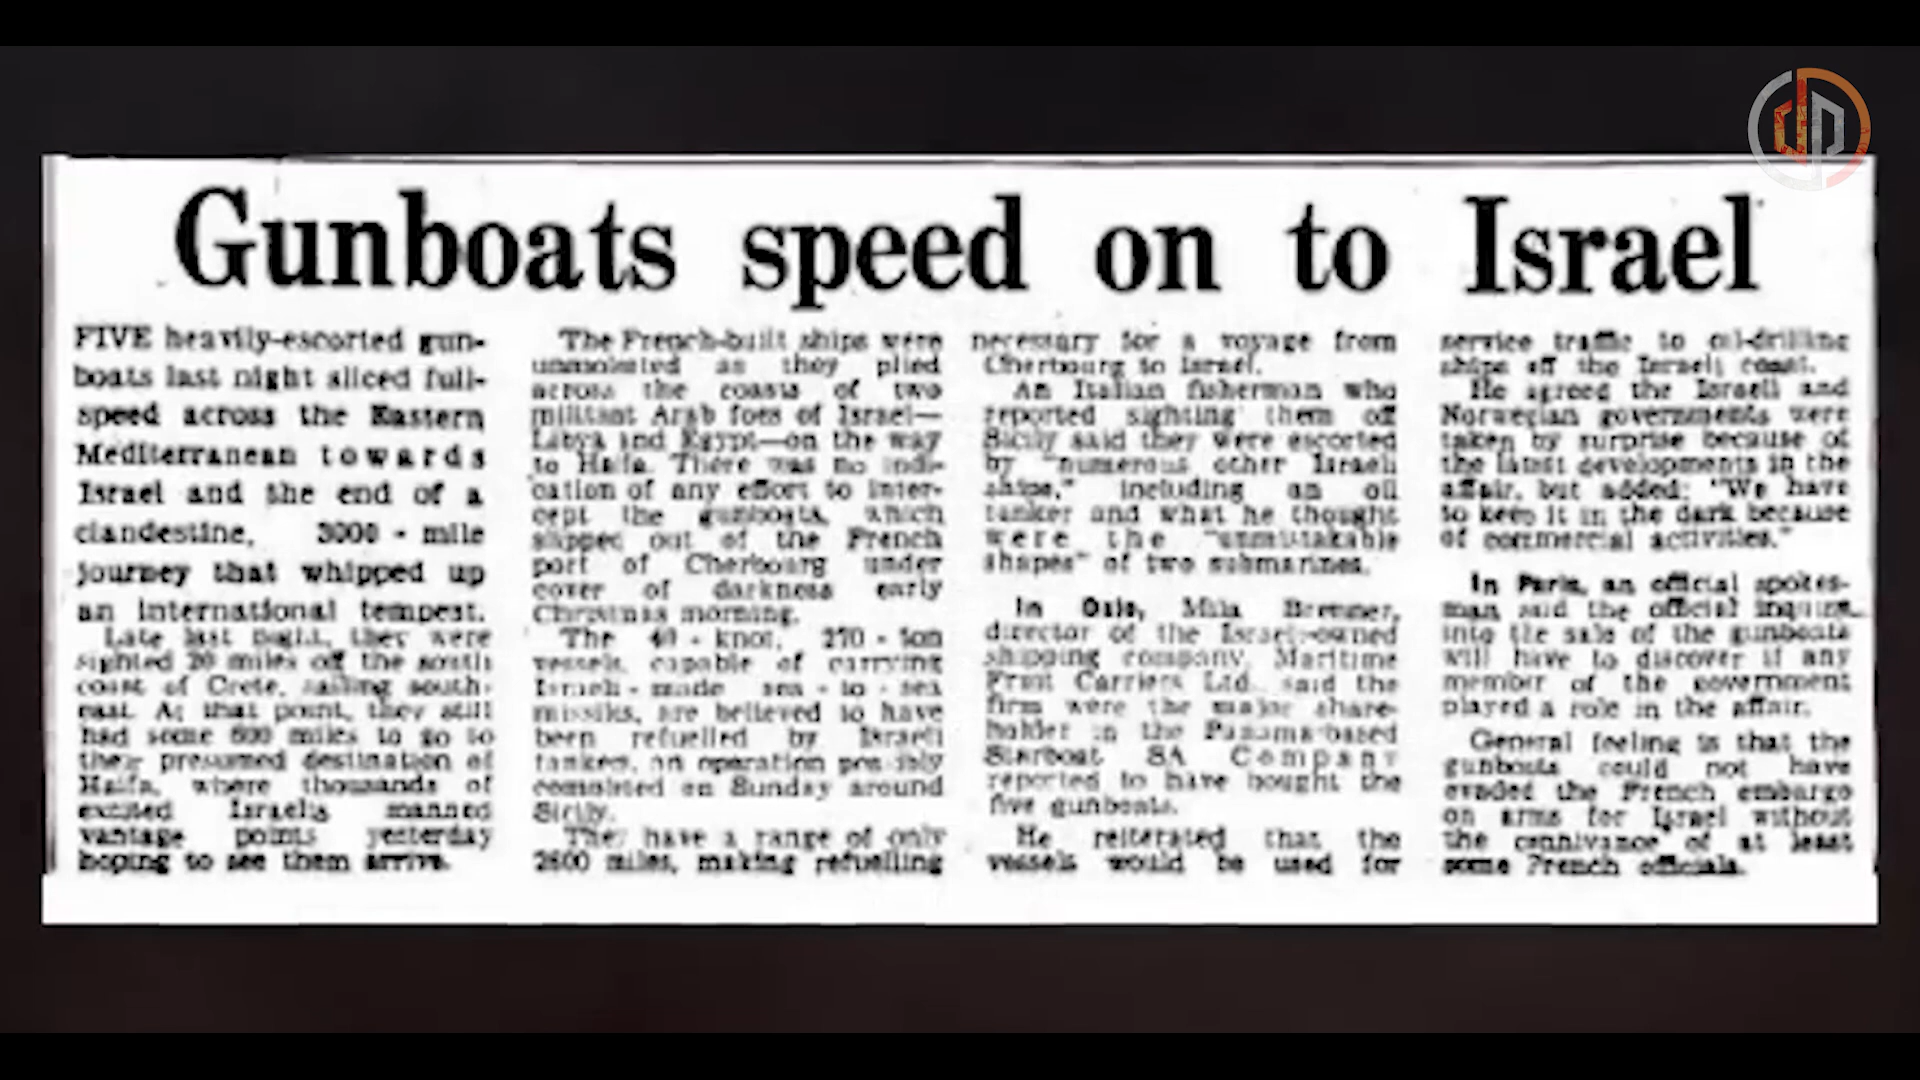 Gunboats speed on to Israel
FIVE heavily-escorted gun-
boats last night sliced full-
speed across the Eastern
Mediterranean towards
Israel and the end of a
clandestine, 3000 - mile
journey that whipped up
an international tempest.
Late last night, they were
sighted 20 miles off the south
coast of Crete, sailing south-
east. At that point, they still
had some 600 miles to go to
their presumed destination of
Haifa, where thousands of
excited Israelis manned
vantage points yesterday
hoping to see them arrive.
The French-built ships were
unmolested as they plied
across the coasts of two
militant Arab foes of Israel—
Libya and Egypt—on the way
to Haifa. There was no indi-
cation of any effort to inter-
cept the gunboats, which
slipped out of the French
port of Cherbourg under
cover of darkness early
Christmas morning.
The 40 - knot, 270 - ton
vessels, capable of carrying
Israeli - made sea - to - sea
missiles, are believed to have
been refuelled by Israeli
tankers, an operation possibly
completed on Sunday around
Sicily.
They have a range of only
2600 miles, making refuelling
necessary for a voyage from
Cherbourg to Israel.
An Italian fisherman who
reported sighting them off
Sicily said they were escorted
by "numerous other Israeli
ships," including an oil
tanker and what he thought
were the "unmistakable
shapes" of two submarines.
In Oslo, Mila Brenner,
director of the Israeli-owned
shipping company, Maritime
Fruit Carriers Ltd. said the
firm were the major share-
holder in the Panama-based
Starboat SA Company
reported to have bought the
five gunboats.
He reiterated that the
vessels would be used for
service traffic to oil-drilling
ships off the Israeli coast.
He agreed the Israeli and
Norwegian governments were
taken by surprise because of
the latest developments in the
affair, but added: "We have
to keep it in the dark because
of commercial activities."
In Paris, an official spokes-
man said the official inquiry
into the sale of the gunboats
will have to discover if any
member of the government
played a role in the affair.
General feeling is that the
gunboats could not have
evaded the French embargo
on arms for Israel without
the connivance of at least
some French officials.